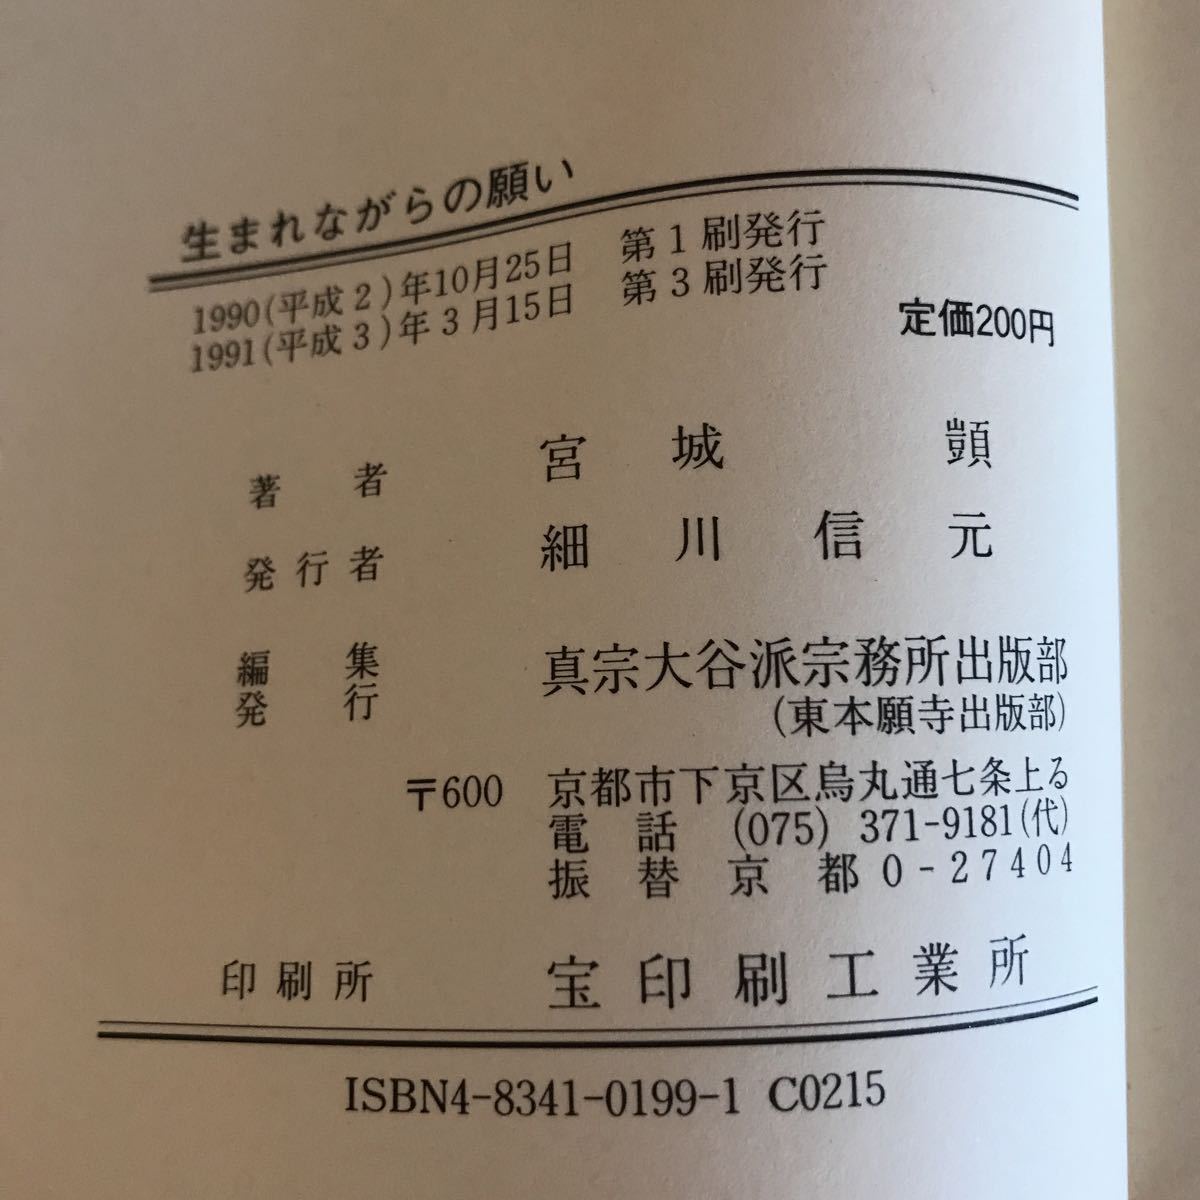 生まれながらの願い
1990(平成2)年10月25日 第1刷発行
1991(平成3)年3月15日 第3刷発行
定価200円
著者 宮城顗
発行者 細川信元
編集 発行 真宗大谷派宗務所出版部
(東本願寺出版部)
〒600 京都市下京区烏丸通七条上る
電話 (075) 371-9181(代)
振替京都0-27404
印刷所 宝印刷工業所
ISBN4-8341-0199-1 C0215